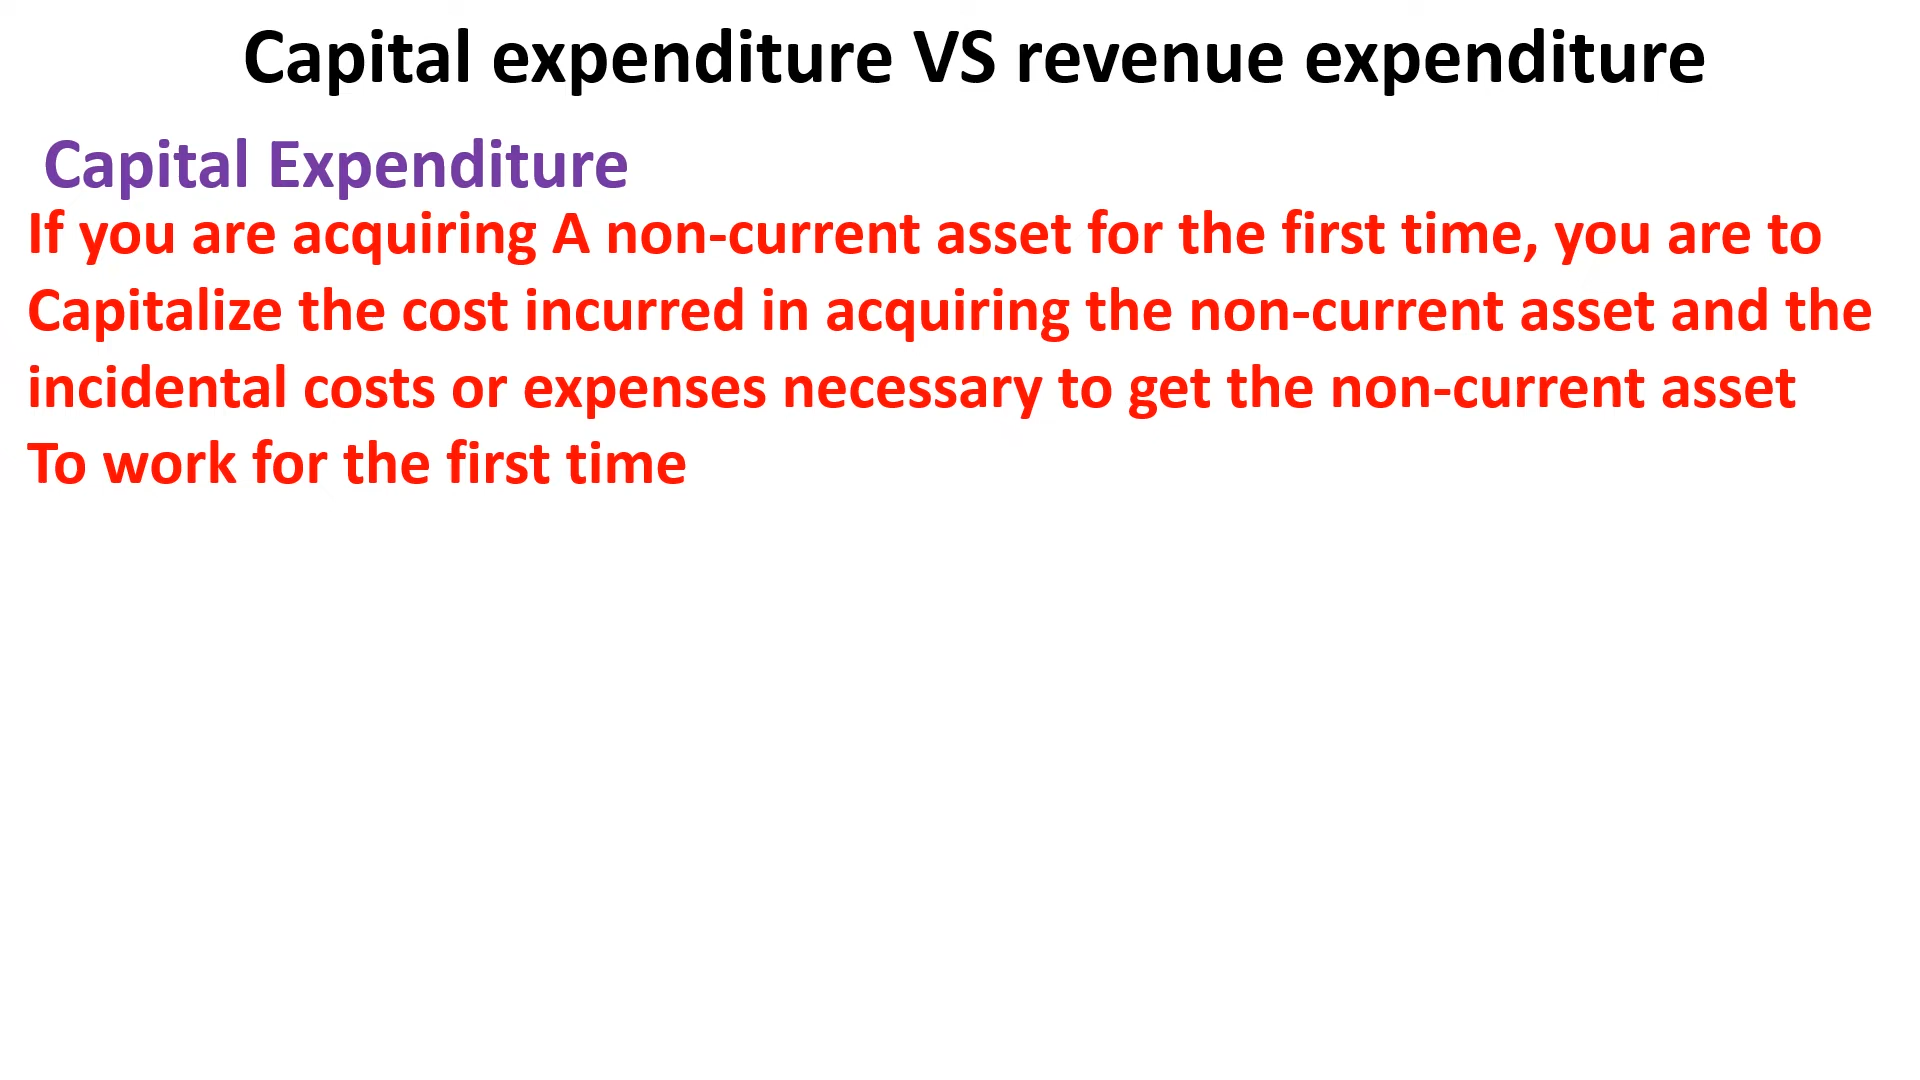 Capital expenditure VS revenue expenditure
Capital Expenditure
If you are acquiring A non-current asset for the first time, you are to
Capitalize the cost incurred in acquiring the non-current asset and the
incidental costs or expenses necessary to get the non-current asset
To work for the first time